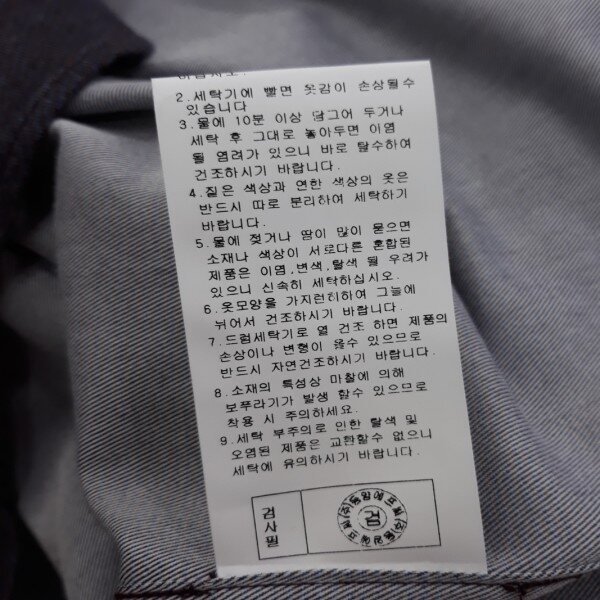 2.세탁기에 빨면 옷감이 손상될수
있습니다
3.물에 10분 이상 담그어 두거나
세탁 후 그대로 놓아두면 이염
될 염려가 있으니 바로 탈수하여
건조하시기 바랍니다.
4.짙은 색상과 연한 색상의 옷은
반드시 따로 분리하여 세탁하기
바랍니다.
5.물에 젖거나 땀이 많이 묻으면
소재나 색상이 서로다른 혼합된
제품은 이염,변색,탈색 될 우려가
있으니 신속히 세탁하십시오.
6.옷모양을 가지런히하여 그늘에
뉘어서 건조하시기 바랍니다.
7.드럼세탁기로 열 건조 하면 제품의
손상이나 변형이 올수 있으므로
반드시 자연건조하시기 바랍니다.
8.소재의 특성상 마찰에 의해
보푸라기가 발생 할수 있으므로
착용 시 주의하세요.
9.세탁 부주의로 인한 탈색 및
오염된 제품은 교환할수 없으니
세탁에 유의하시기 바랍니다.
검사필
검